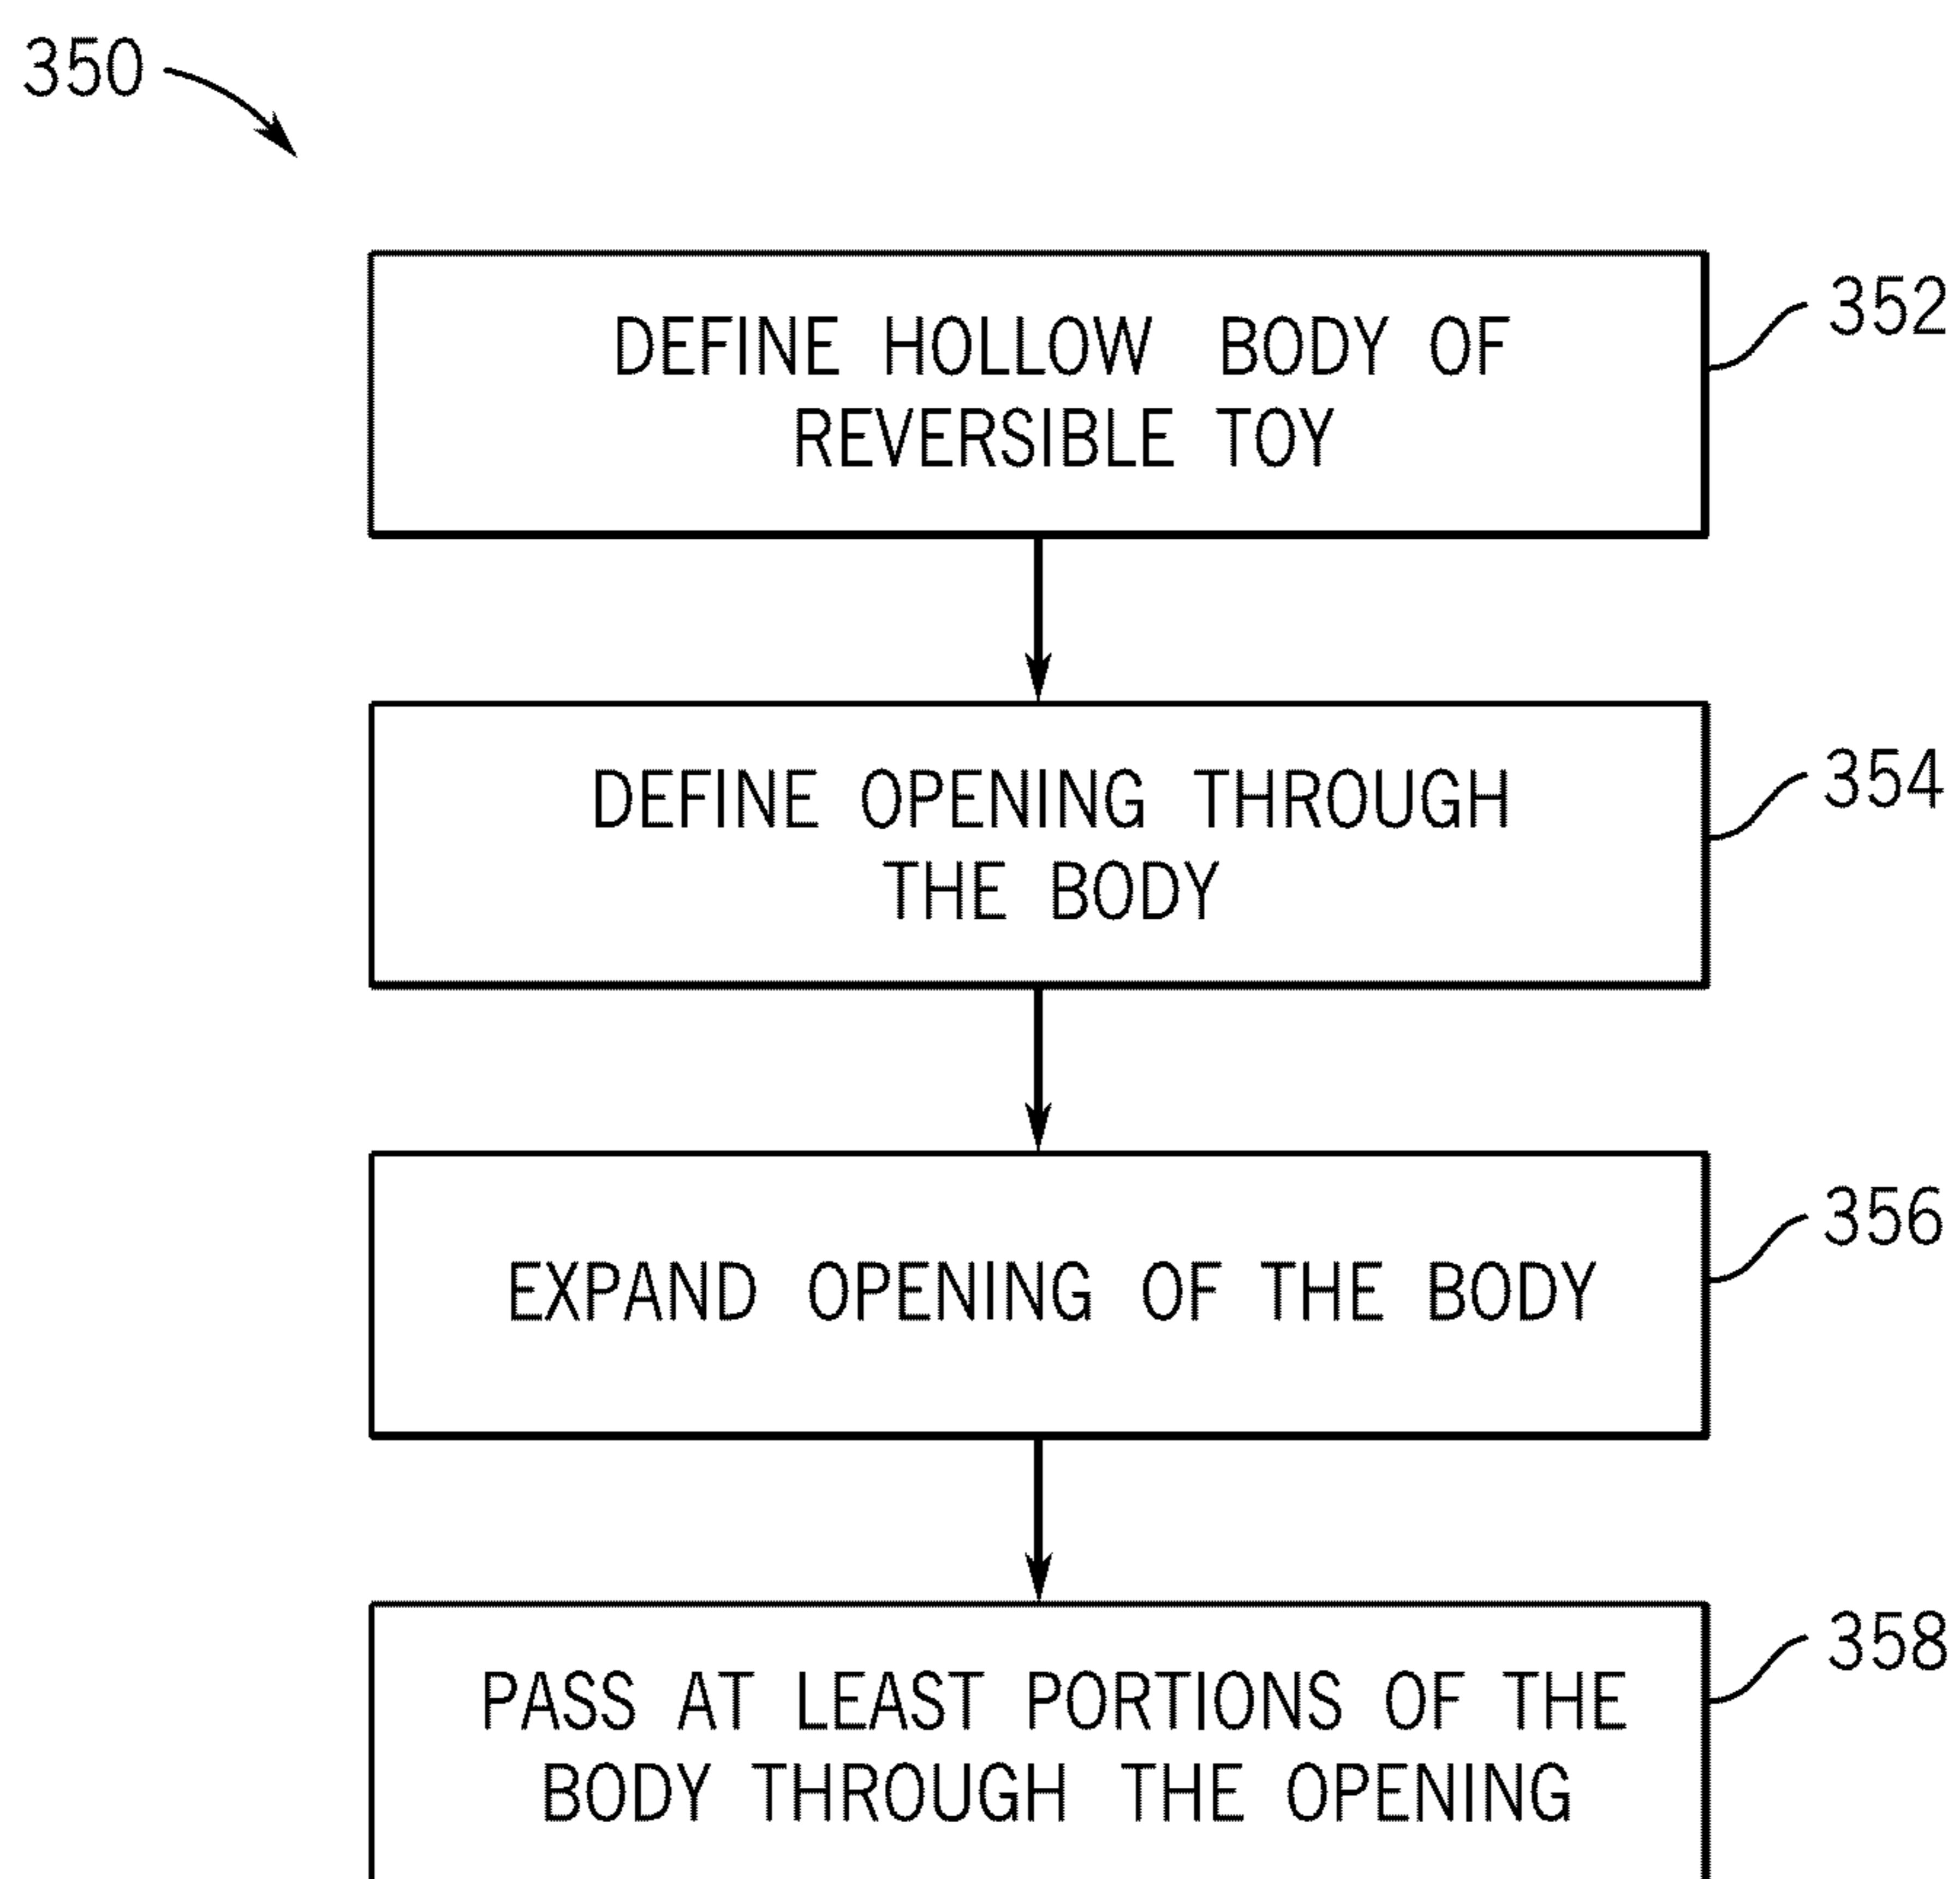 350
DEFINE HOLLOW BODY OF
REVERSIBLE TOY
352
DEFINE OPENING THROUGH
THE BODY
354
EXPAND OPENING OF THE BODY
356
PASS AT LEAST PORTIONS OF THE
BODY THROUGH THE OPENING
358